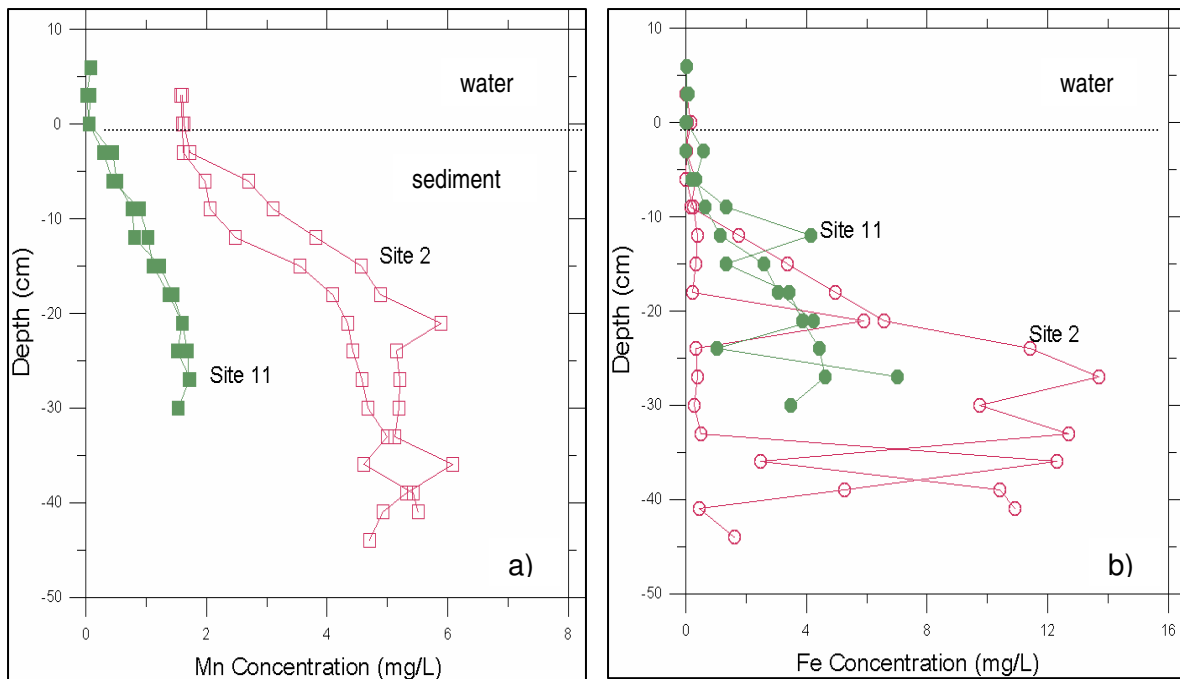 10
0
-10
-20
-30
-40
-50
Depth (cm)
water
sediment
Site 2
Site 11
a)
0
2
4
6
8
Mn Concentration (mg/L)
10
0
-10
-20
-30
-40
-50
Depth (cm)
water
Site 11
Site 2
b)
0
4
8
12
16
Fe Concentration (mg/L)